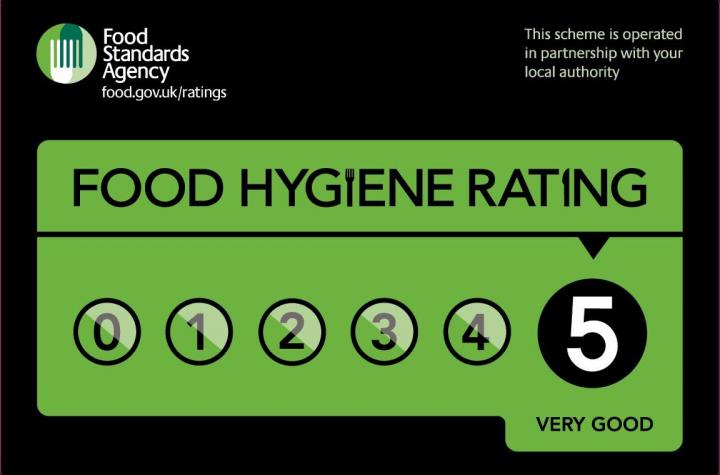 Food
Standards
Agency
food.gov.uk/ratings
This scheme is operated
in partnership with your
local authority
FOOD HYGIENE RATING
0 1 2 3 4 5
VERY GOOD